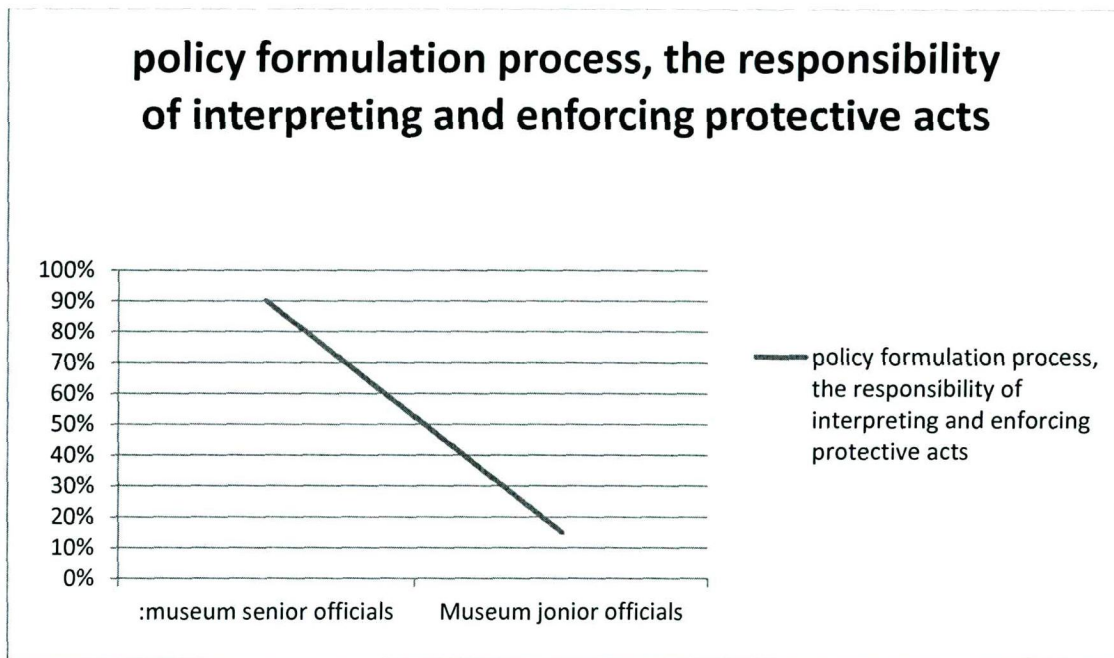 policy formulation process, the responsibility
of interpreting and enforcing protective acts
100%
90%
80%
70%
60%
50%
40%
30%
20%
10%
0%
:museum senior officials
Museum jonior officials
policy formulation process,
the responsibility of
interpreting and enforcing
protective acts